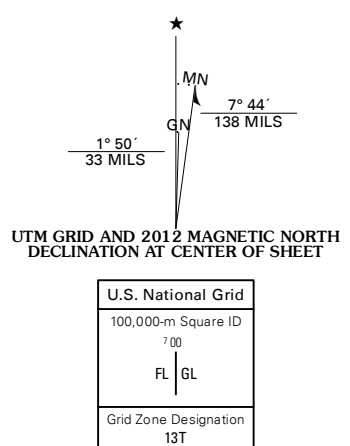 ★
MN
7° 44´
138 MILS
GN
1° 50´
33 MILS
UTM GRID AND 2012 MAGNETIC NORTH
DECLINATION AT CENTER OF SHEET
U.S. National Grid
100,000-m Square ID
7 00
FL GL
Grid Zone Designation
13T